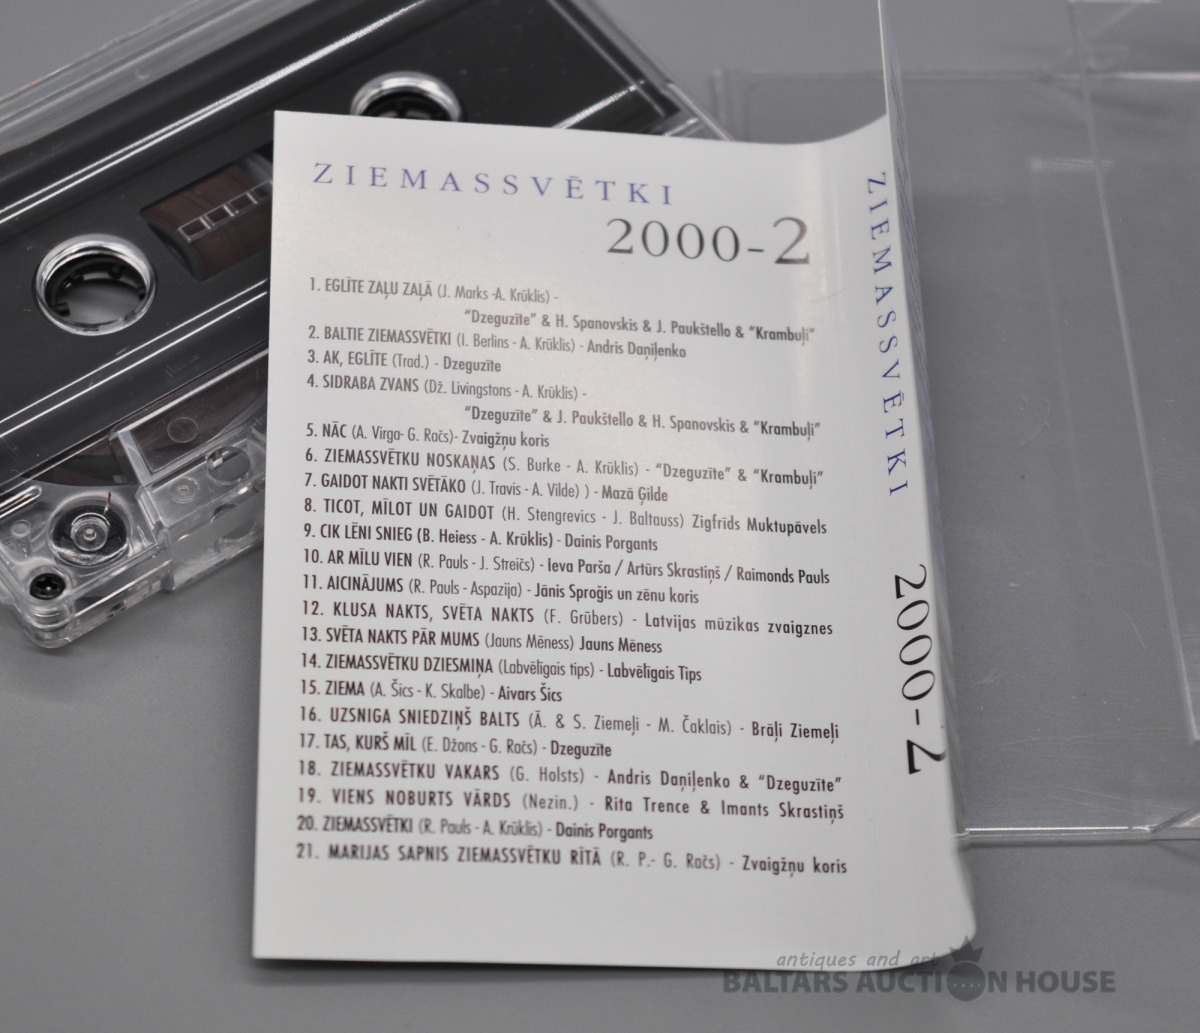 ZIEMASSVĒTKI
2000-2
1. EGLĪTE ZAĻU ZAĻĀ (J. Marks -A. Krūklis) -
"Dzeguzīte" & H. Spanovskis & J. Paukštello & "Krambuļi"
2. BALTIE ZIEMASSVĒTKI (I. Berlins - A. Krūklis) - Andris Daņiļenko
3. AK, EGLĪTE (Trad.) - Dzeguzīte
4. SIDRABA ZVANS (Dž. Livingstons - A. Krūklis) -
"Dzeguzīte" & J. Paukštello & H. Spanovskis & "Krambuļi"
5. NĀC (A. Virga- G. Račs)- Zvaigžņu koris
6. ZIEMASSVĒTKU NOSKAŅAS (S. Burke - A. Krūklis) - "Dzeguzīte" & "Krambuļi"
7. GAIDOT NAKTI SVĒTĀKO (J. Travis - A. Vilde) ) - Mazā Ģilde
8. TICOT, MĪLOT UN GAIDOT (H. Stengrevics - J. Baltauss) Zigfrīds Muktupāvels
9. CIK LĒNI SNIEG (B. Heiess - A. Krūklis) - Dainis Porgants
10. AR MĪLU VIEN (R. Pauls - J. Streičs) - Ieva Parša / Artūrs Skrastiņš / Raimonds Pauls
11. AICINĀJUMS (R. Pauls - Aspazija) - Jānis Sproģis un zēnu koris
12. KLUSA NAKTS, SVĒTA NAKTS (F. Grūbers) - Latvijas mūzikas zvaigznes
13. SVĒTA NAKTS PĀR MUMS (Jauns Mēness) Jauns Mēness
14. ZIEMASSVĒTKU DZIESMIŅA (Labvēlīgais tips) - Labvēlīgais Tips
15. ZIEMA (A. Šics - K. Skalbe) - Aivars Šics
16. UZSNIGA SNIEDZIŅŠ BALTS (Ā. & S. Ziemeļi - M. Čaklais) - Brāļi Ziemeļi
17. TAS, KURŠ MĪL (E. Džons - G. Račs) - Dzeguzīte
18. ZIEMASSVĒTKU VAKARS (G. Holsts) - Andris Daņiļenko & "Dzeguzīte"
19. VIENS NOBURTS VĀRDS (Nezin.) - Rita Trence & Imants Skrastiņš
20. ZIEMASSVĒTKI (R. Pauls - A. Krūklis) - Dainis Porgants
21. MARIJAS SAPNIS ZIEMASSVĒTKU RĪTĀ (R. P.- G. Račs) - Zvaigžņu koris
ZIEMASSVĒTKI 2000-2
antiques and art
BALTARS AUCTION HOUSE